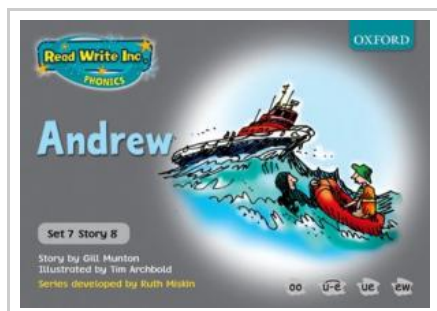 OXFORD
Read Write Inc.
PHONICS
Andrew
Set 7 Story 8
Story by Gill Munton
Illustrated by Tim Archbold
Series developed by Ruth Miskin
oo u-e ue ew